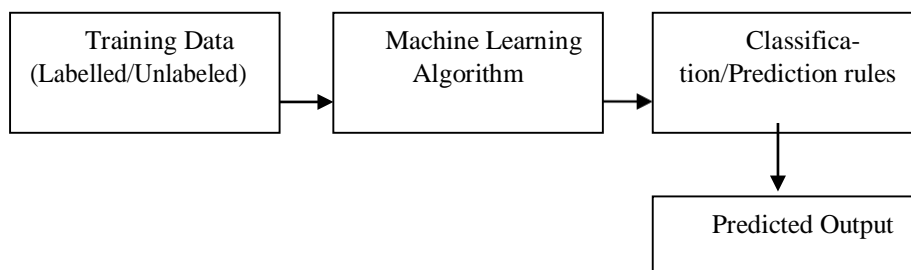 Training Data
(Labelled/Unlabeled)
Machine Learning
Algorithm
Classifica-
tion/Prediction rules
Predicted Output